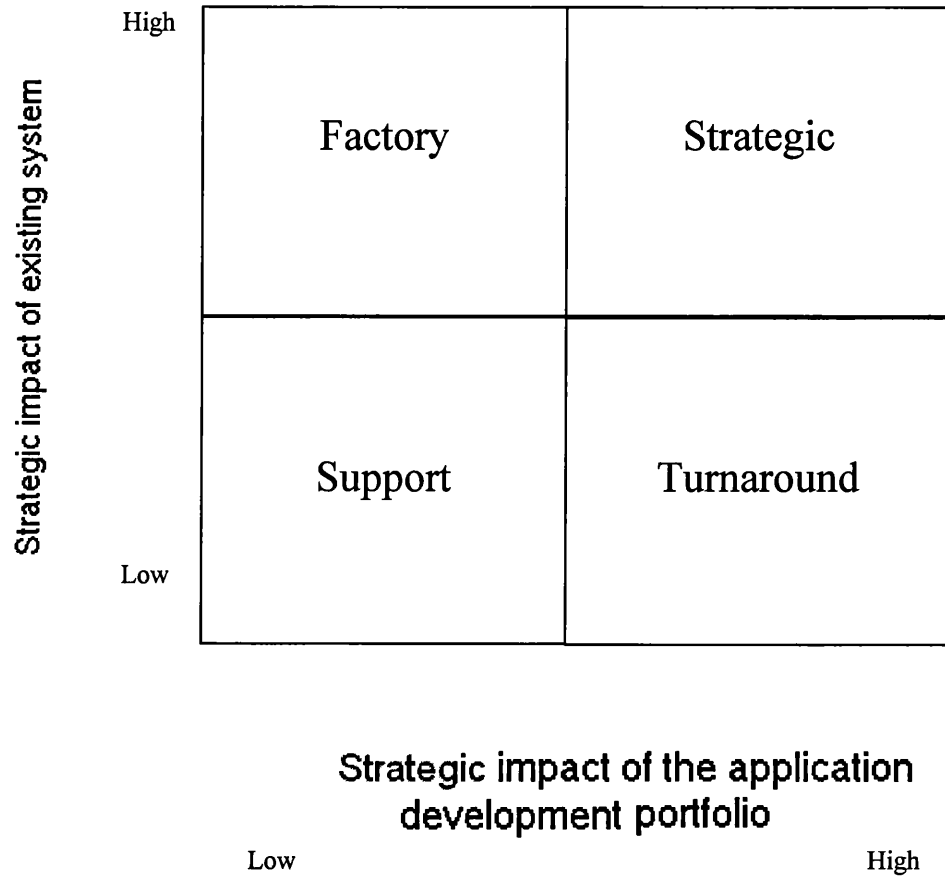 High
Strategic impact of existing system
Factory
Strategic
Support
Turnaround
Low
Strategic impact of the application
development portfolio
Low
High